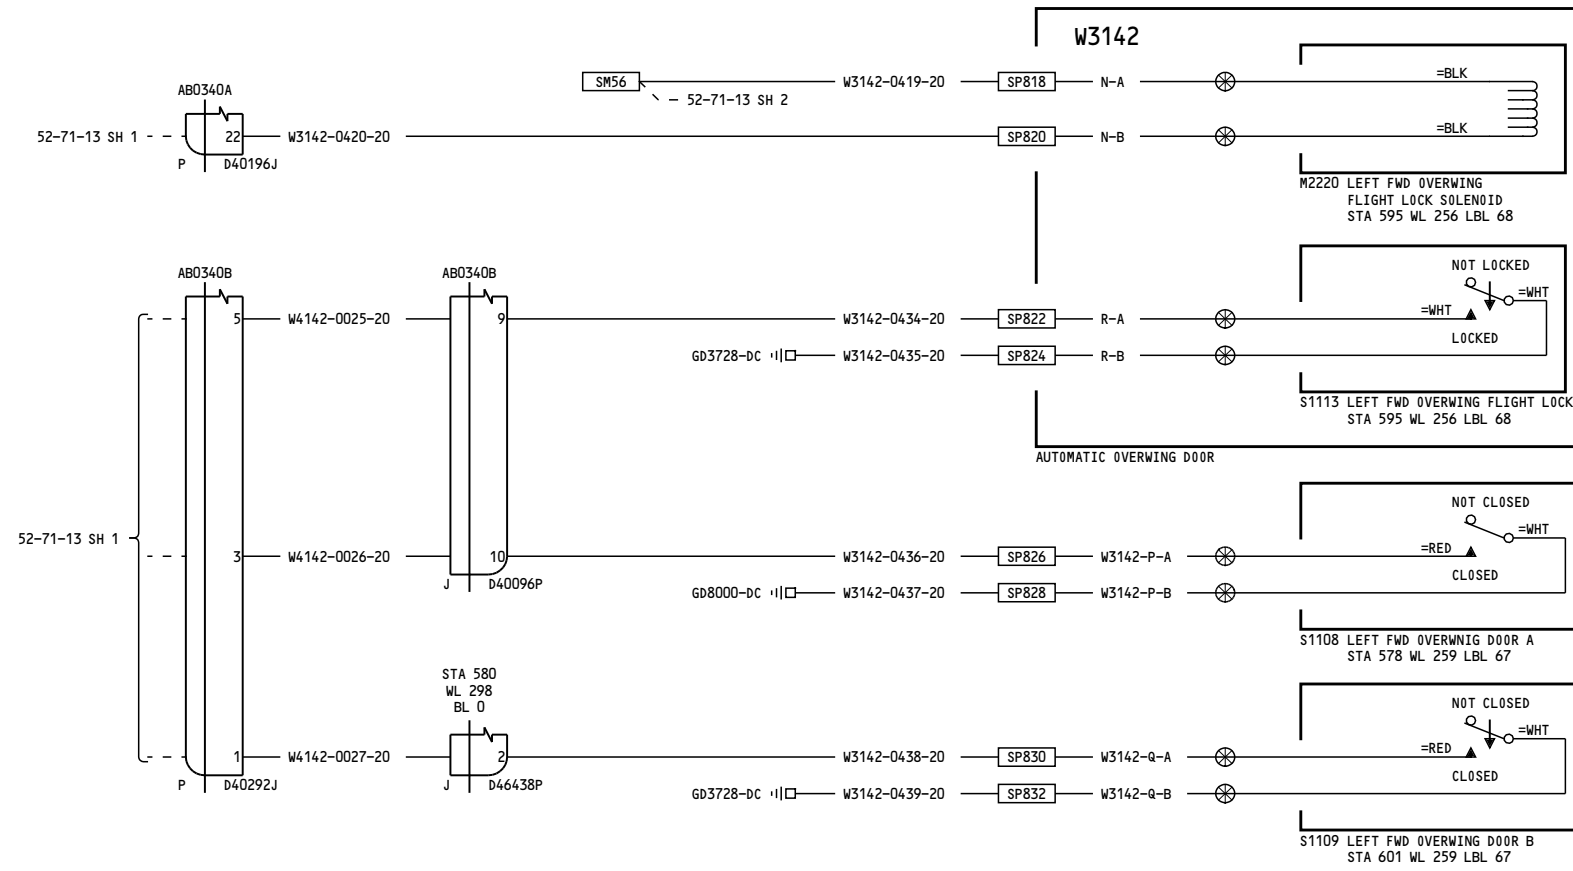 W3142
AB0340A
52-71-13 SH 1
22
W3142-0420-20
P
D40196J
SM56
52-71-13 SH 2
W3142-0419-20
SP818
N-A
=BLK
SP820
N-B
=BLK
M2220 LEFT FWD OVERWING
FLIGHT LOCK SOLENOID
STA 595 WL 256 LBL 68
AB0340B
AB0340B
NOT LOCKED
=WHT
5
W4142-0025-20
9
W3142-0434-20
SP822
R-A
=WHT
LOCKED
GD3728-DC
W3142-0435-20
SP824
R-B
S1113 LEFT FWD OVERWING FLIGHT LOCK
STA 595 WL 256 LBL 68
AUTOMATIC OVERWING DOOR
52-71-13 SH 1
NOT CLOSED
=WHT
3
W4142-0026-20
10
W3142-0436-20
SP826
W3142-P-A
=RED
CLOSED
J
D40096P
GD8000-DC
W3142-0437-20
SP828
W3142-P-B
S1108 LEFT FWD OVERWNIG DOOR A
STA 578 WL 259 LBL 67
STA 580
WL 298
BL 0
NOT CLOSED
=WHT
1
W4142-0027-20
2
W3142-0438-20
SP830
W3142-Q-A
=RED
CLOSED
P
D40292J
J
D46438P
GD3728-DC
W3142-0439-20
SP832
W3142-Q-B
S1109 LEFT FWD OVERWING DOOR B
STA 601 WL 259 LBL 67